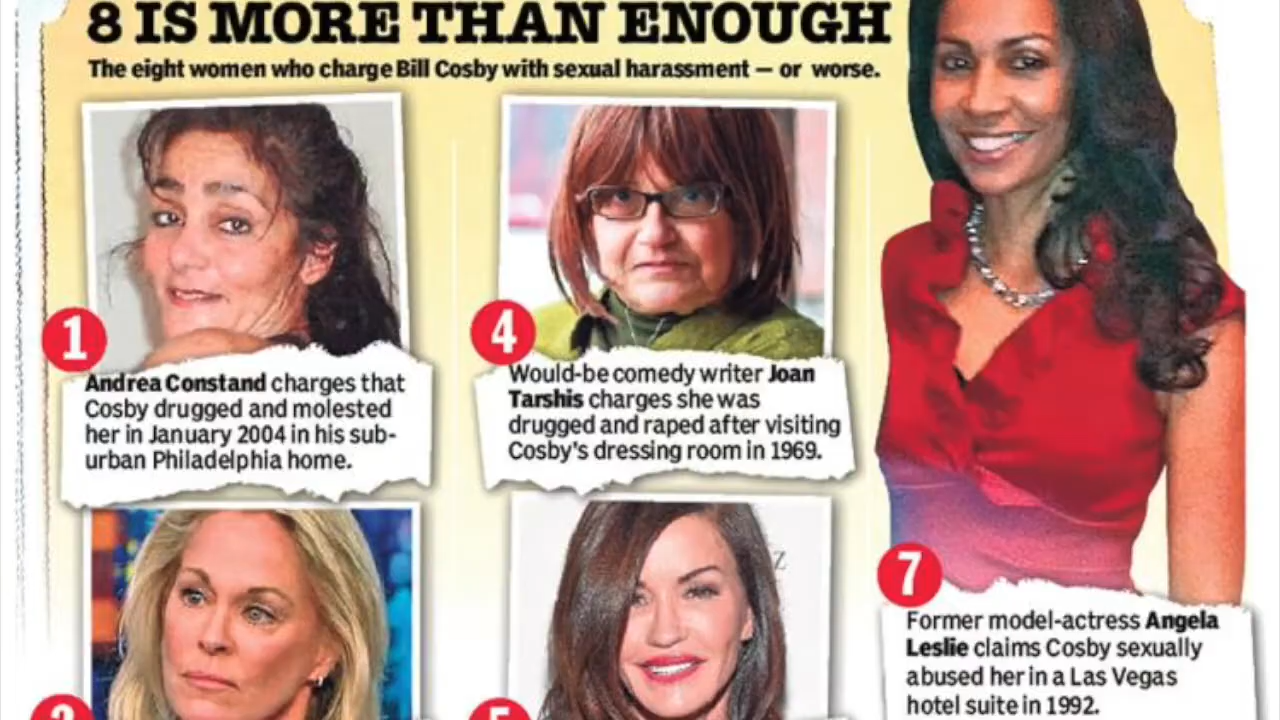 8 IS MORE THAN ENOUGH
The eight women who charge Bill Cosby with sexual harassment — or worse.
1
Andrea Constand charges that
Cosby drugged and molested
her in January 2004 in his sub-
urban Philadelphia home.
4
Would-be comedy writer Joan
Tarshis charges she was
drugged and raped after visiting
Cosby's dressing room in 1969.
7
Former model-actress Angela
Leslie claims Cosby sexually
abused her in a Las Vegas
hotel suite in 1992.
5